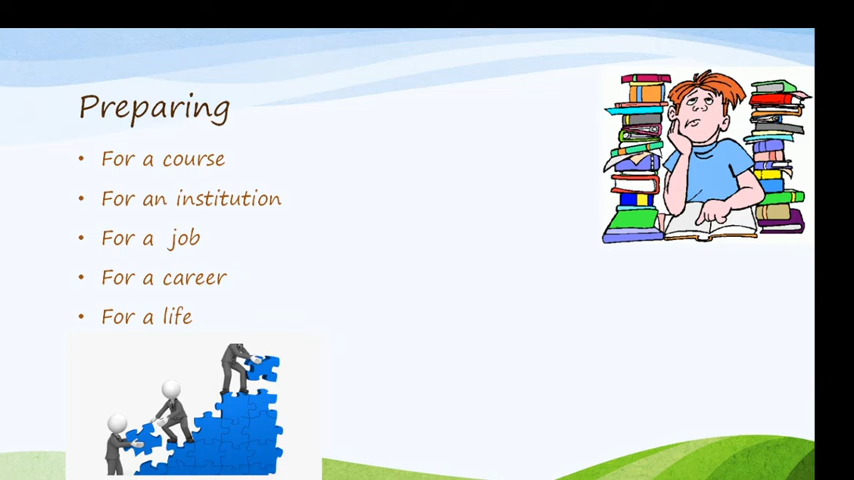 Preparing
• For a course
• For an institution
• For a job
• For a career
• For a life